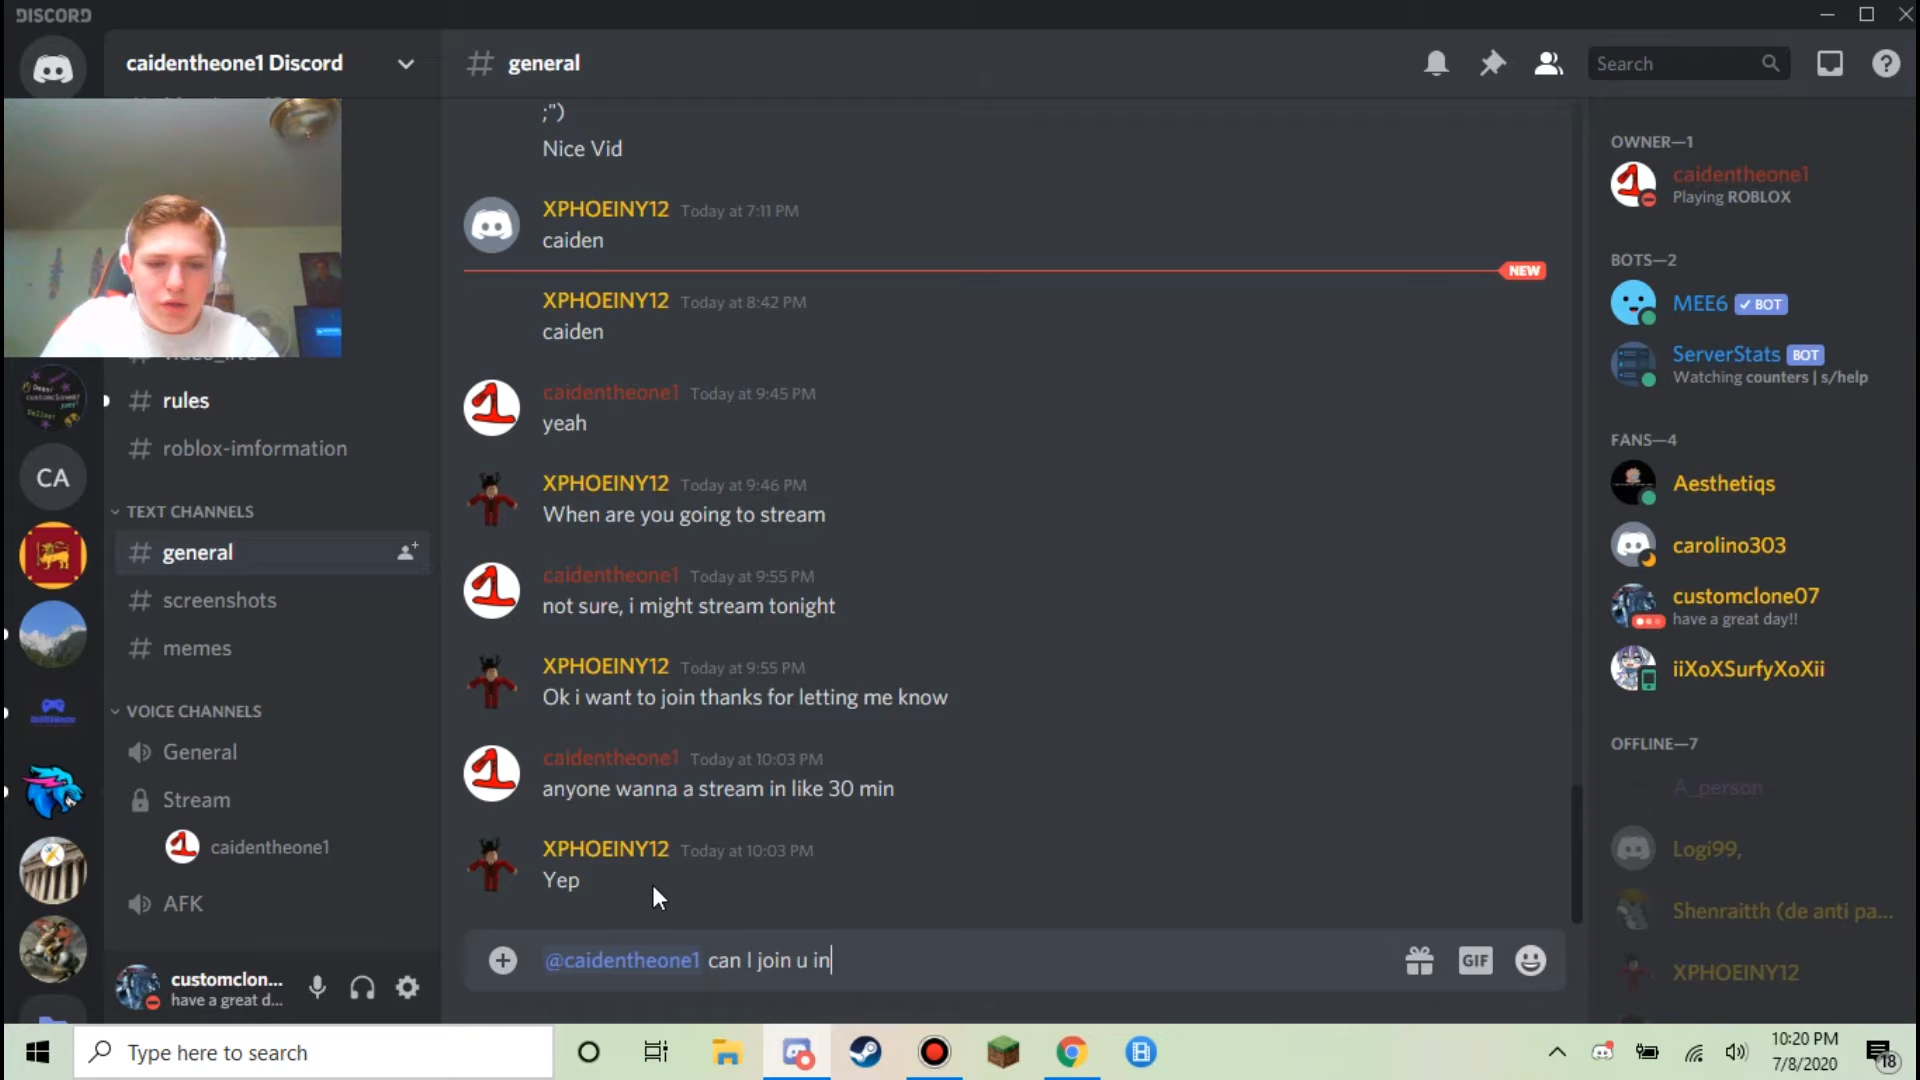 DISCORD
caidentheone1 Discord
general
Search
;")
Nice Vid
XPHOEINY12 Today at 7:11 PM
caiden
NEW
XPHOEINY12 Today at 8:42 PM
caiden
caidentheone1 Today at 9:45 PM
yeah
XPHOEINY12 Today at 9:46 PM
When are you going to stream
caidentheone1 Today at 9:55 PM
not sure, i might stream tonight
XPHOEINY12 Today at 9:55 PM
Ok i want to join thanks for letting me know
caidentheone1 Today at 10:03 PM
anyone wanna a stream in like 30 min
XPHOEINY12 Today at 10:03 PM
Yep
@caidentheone1 can I join u in
GIF
rules
roblox-imformation
CA
TEXT CHANNELS
general
screenshots
memes
VOICE CHANNELS
General
Stream
caidentheone1
AFK
customclon...
have a great d...
OWNER—1
caidentheone1
Playing ROBLOX
BOTS—2
MEE6 BOT
ServerStats BOT
Watching counters | s/help
FANS—4
Aesthetiqs
carolino303
customclone07
have a great day!!
iiXoXSurfyXoXii
OFFLINE—7
A_person
Logi99,
Shenraitth (de anti pa...
XPHOEINY12
Type here to search
10:20 PM
7/8/2020
18